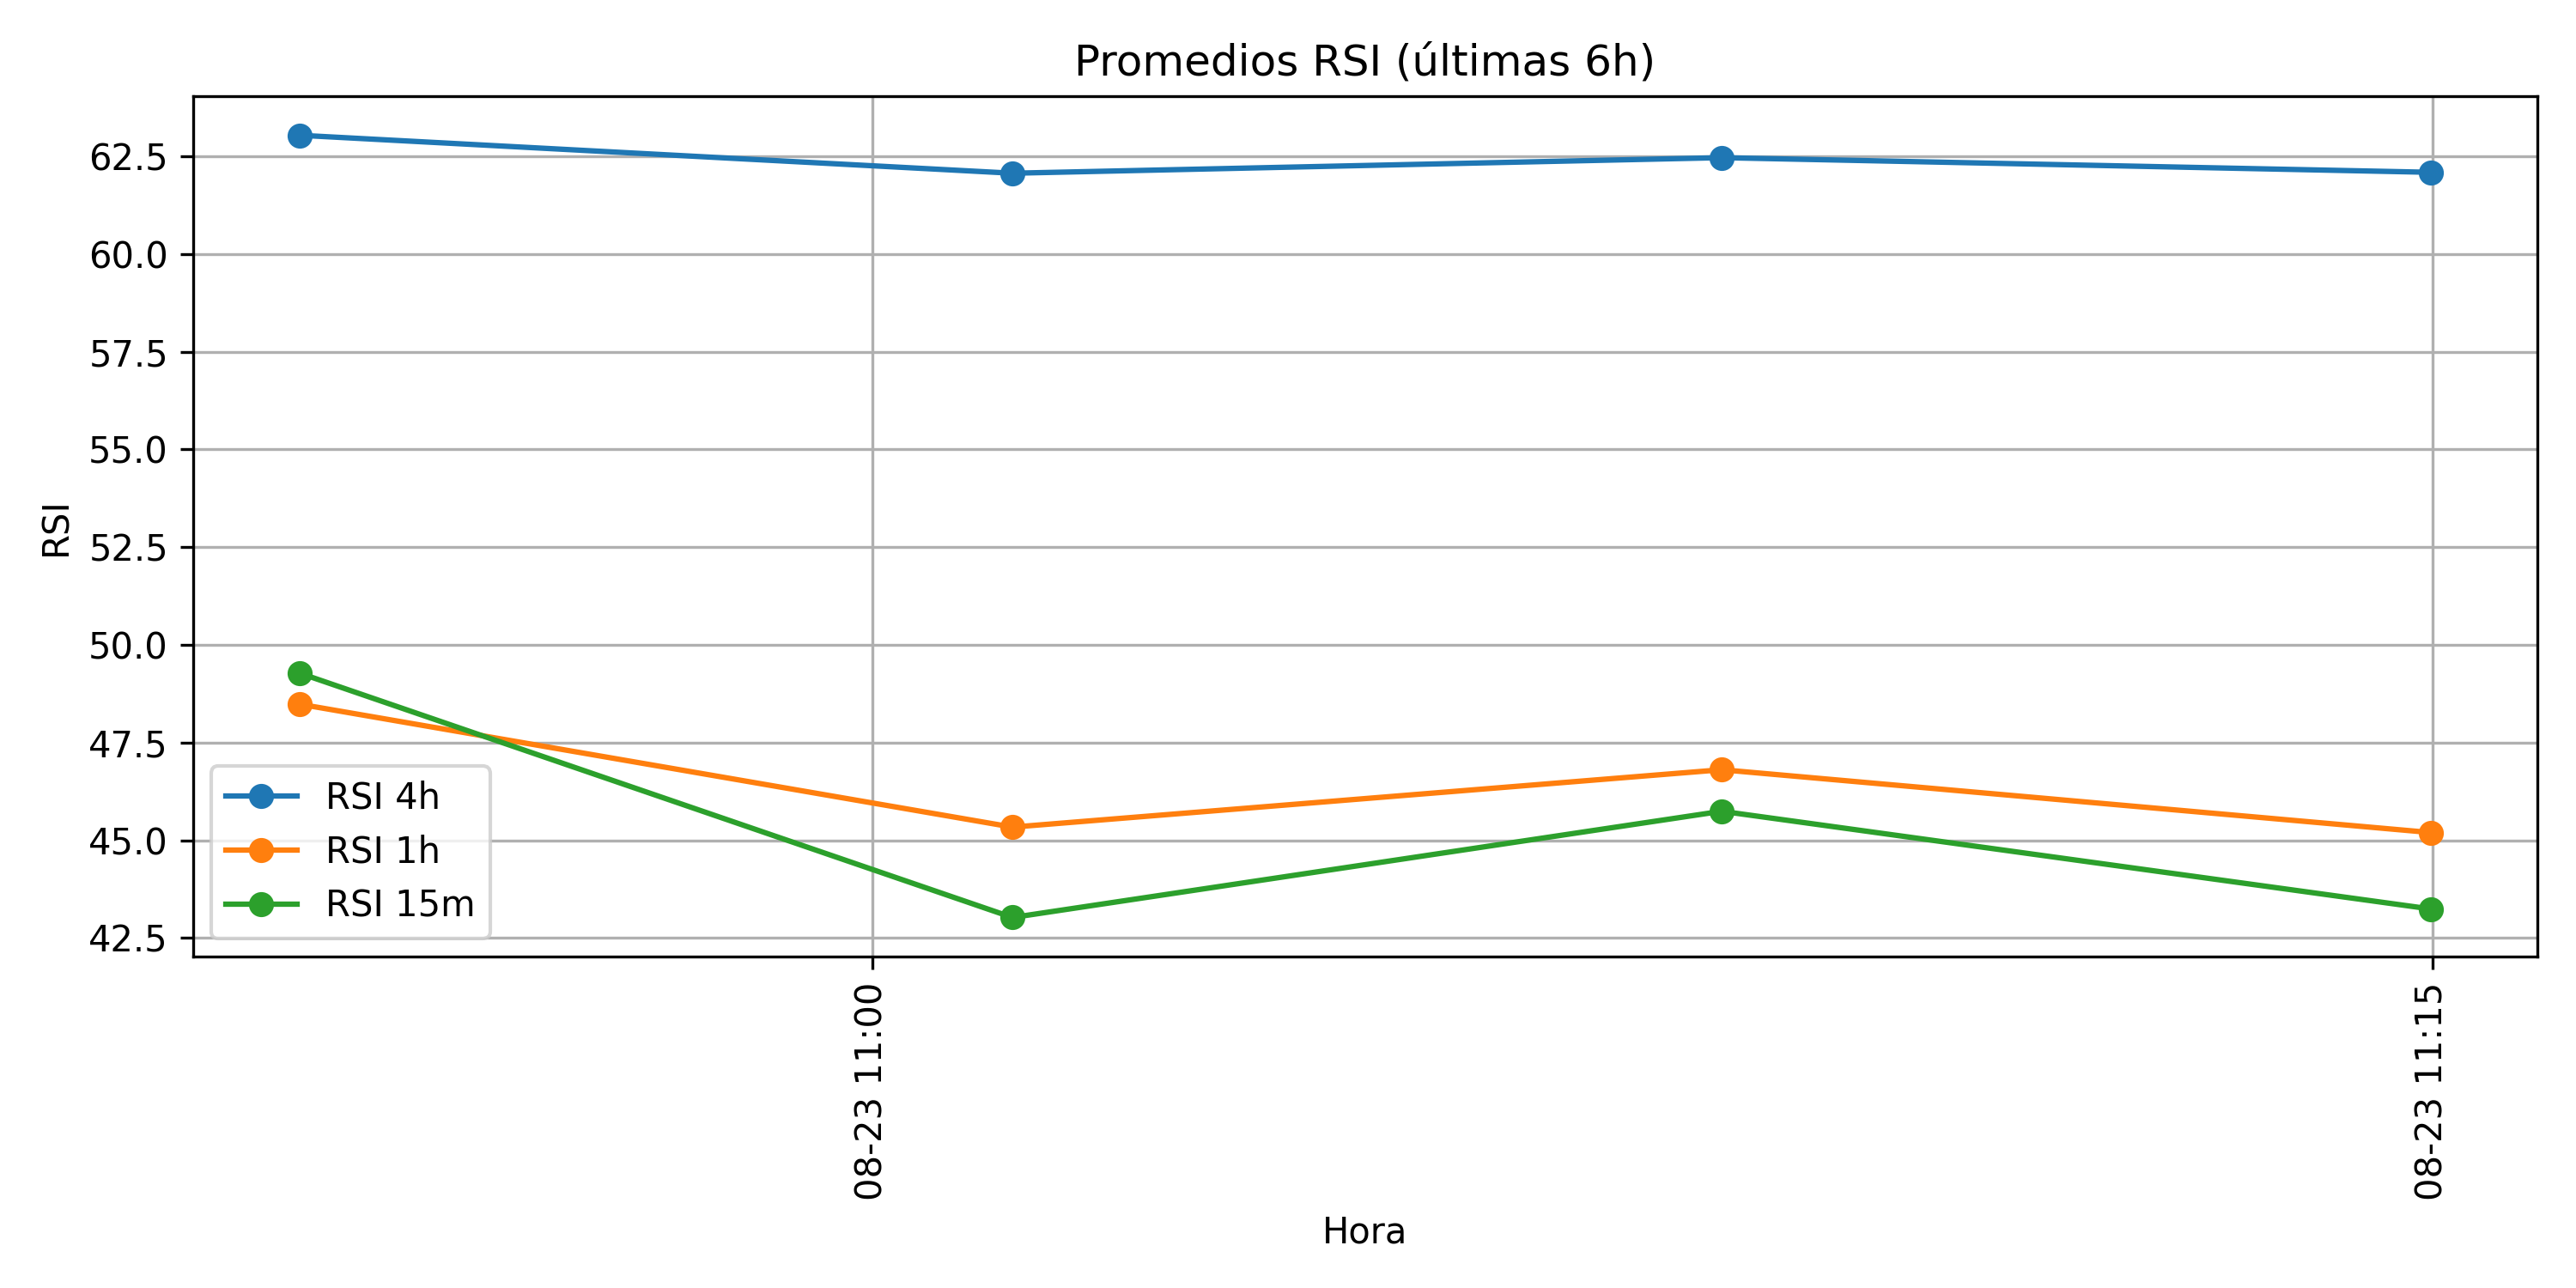 Promedios RSI (últimas 6h)
RSI
62.5
60.0
57.5
55.0
52.5
50.0
47.5
45.0
42.5
RSI 4h
RSI 1h
RSI 15m
08-23 11:00
08-23 11:15
Hora